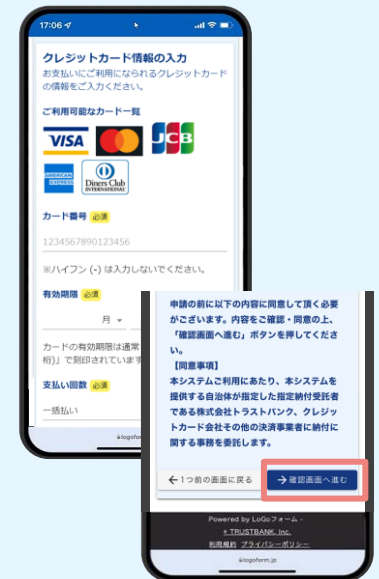 17:06
クレジットカード情報の入力
お支払いにご利用になられるクレジットカード
の情報をご入力ください。
ご利用可能なカード一覧
VISA
JCB
AMERICAN
EXPRESS
Diners Club
INTERNATIONAL
カード番号 必須
1234567890123456
※ハイフン (-) は入力しないでください。
有効期限 必須
月
カードの有効期限は通常
桁)」で刻印されています
支払い回数 必須
一括払い
申請の前に以下の内容に同意して頂く必要
がございます。内容をご確認・同意の上、
「確認画面へ進む」ボタンを押してくださ
い。
【同意事項】
本システムご利用にあたり、本システムを
提供する自治体が指定した指定納付受託者
である株式会社トラストバンク、クレジッ
トカード会社その他の決済事業者に納付に
関する事務を委託します。
←1つ前の画面に戻る
→確認画面へ進む
Powered by LoGoフォーム -
© TRUSTBANK, Inc.
利用規約 プライバシーポリシー
logoform.jp